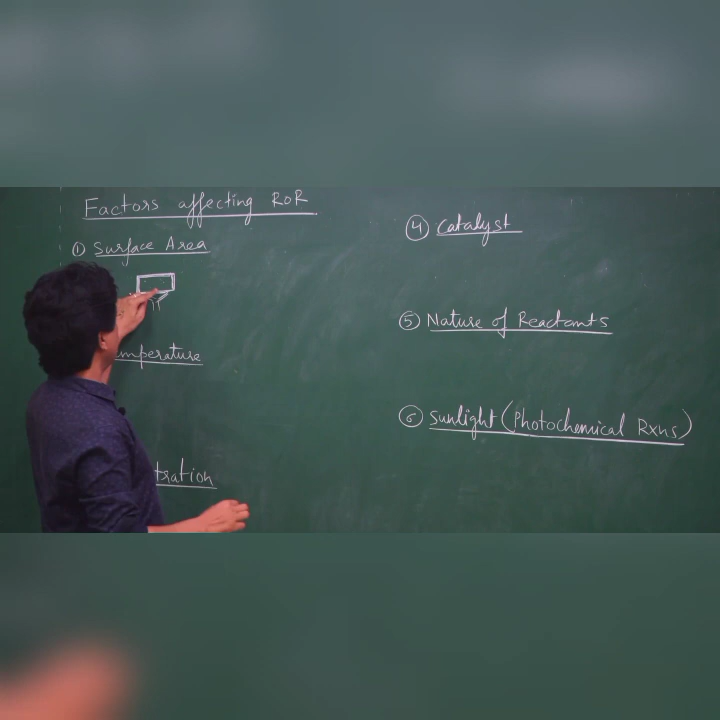 Factors affecting RoR
① Surface Area
mperature
tration
④ Catalyst
⑤ Nature of Reactants
⑥ Sunlight (Photochemical Rxns)